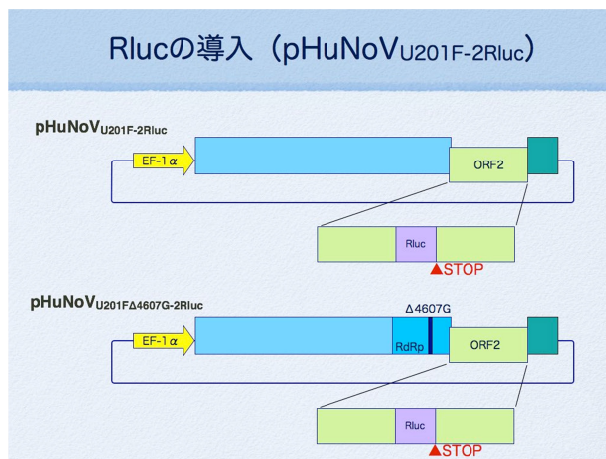 Rlucの導入（pHuNoVU201F-2Rluc）
pHuNoVU201F-2Rluc
EF-1α
ORF2
Rluc
▲STOP
pHuNoVU201FΔ4607G-2Rluc
Δ4607G
EF-1α
RdRp
ORF2
Rluc
▲STOP